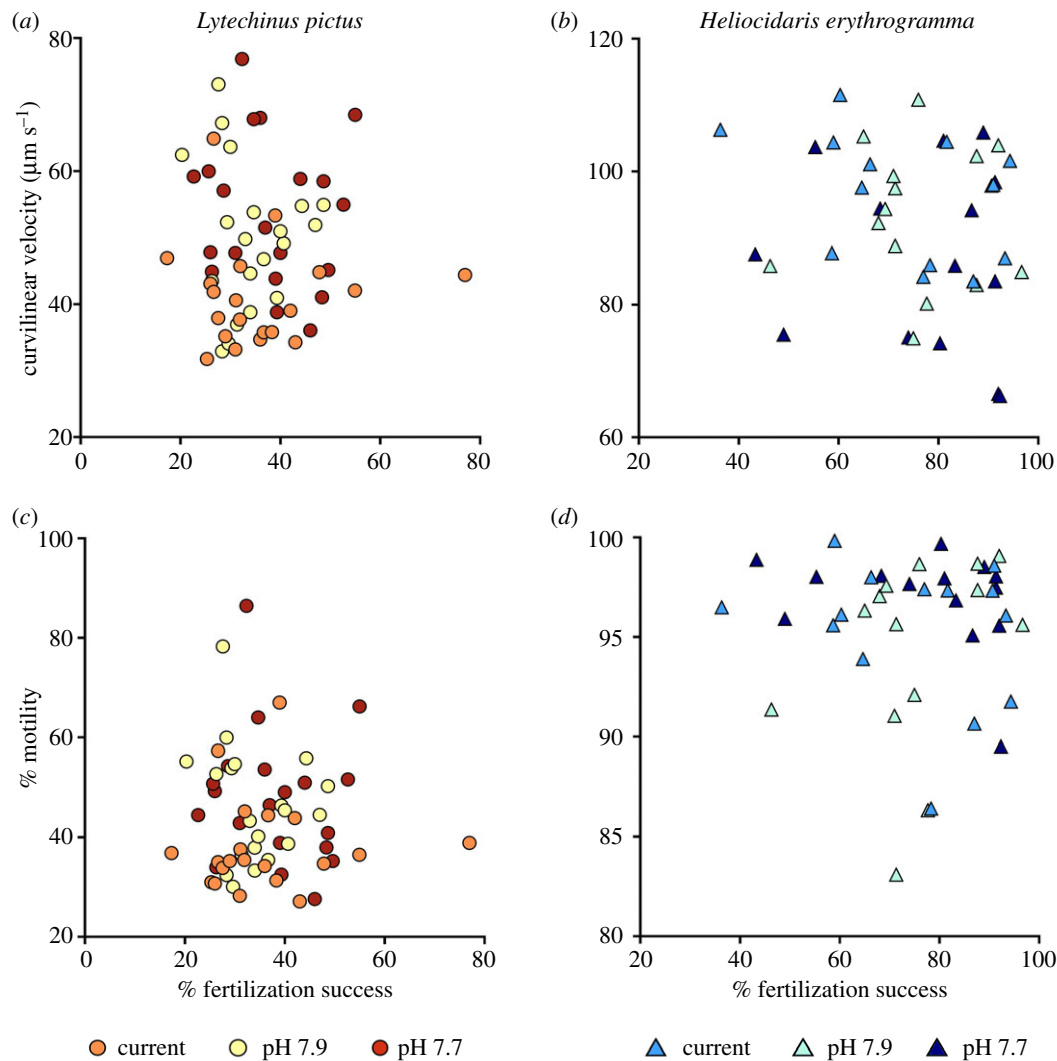 (a) Lytechinus pictus
(b) Heliocidaris erythrogramma
80
60
40
20
curvilinear velocity (µm s⁻¹)
0 20 40 60 80
120
100
80
60
20 40 60 80 100
(c)
100
80
60
40
20
% motility
0 20 40 60 80
% fertilization success
(d)
100
95
90
85
80
20 40 60 80 100
% fertilization success
current pH 7.9 pH 7.7
current pH 7.9 pH 7.7